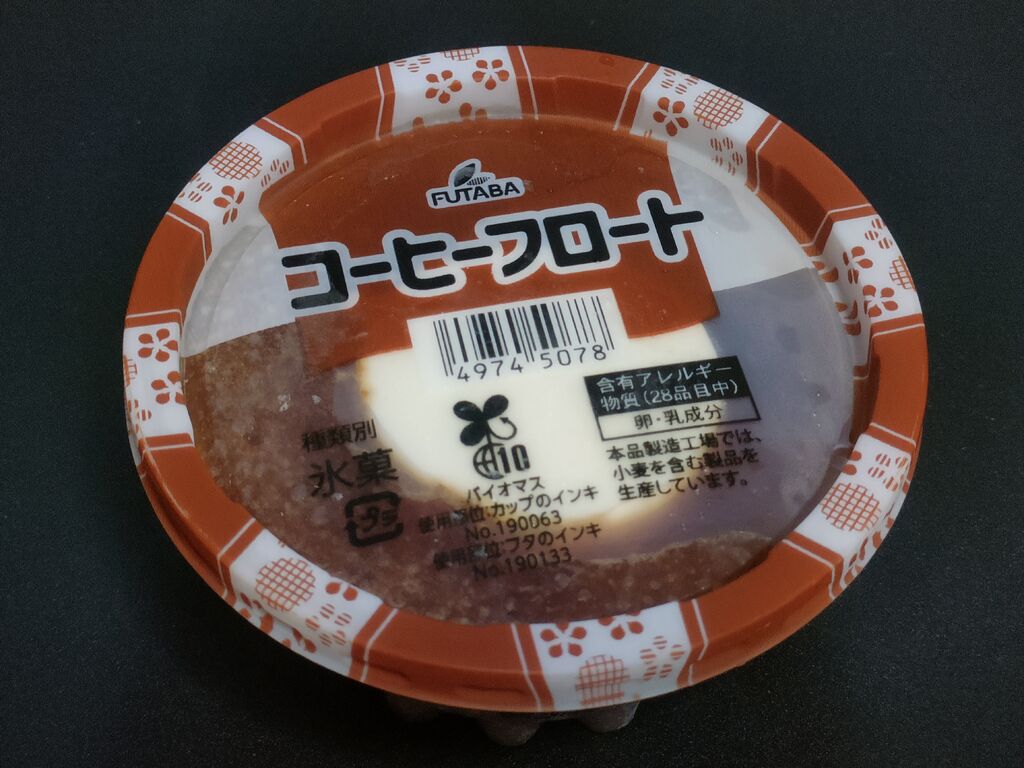 FUTABA
コーヒーフロート
4974 5078
含有アレルギー
物質(28品目中)
卵・乳成分
本品製造工場では、
小麦を含む製品を
生産しています。
種類別
氷菓
プラ
10
バイオマス
使用部位:カップのインキ
No.190063
使用部位:フタのインキ
No.190133